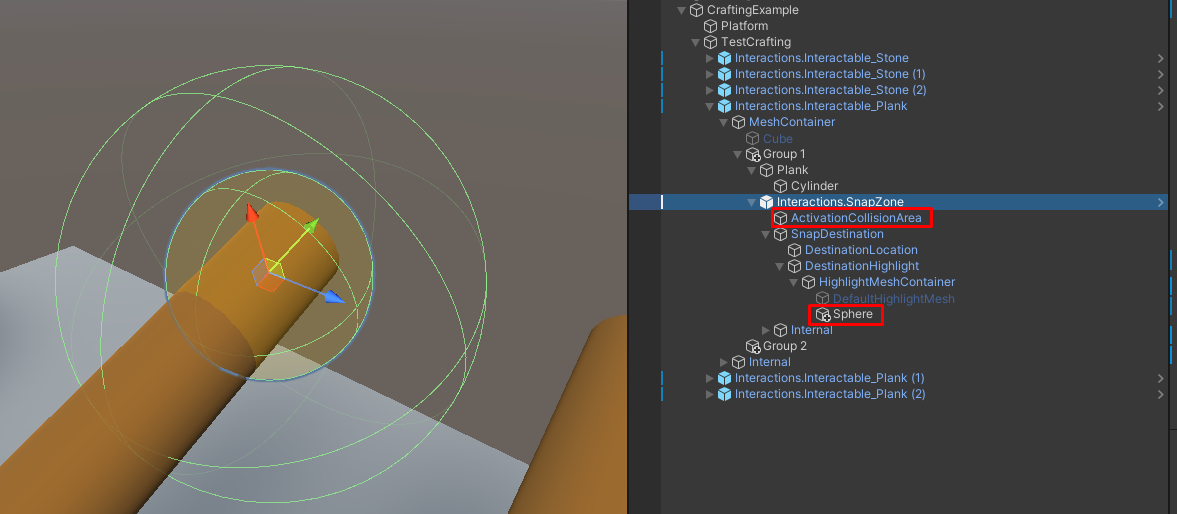 CraftingExample
Platform
TestCrafting
Interactions.Interactable_Stone
Interactions.Interactable_Stone (1)
Interactions.Interactable_Stone (2)
Interactions.Interactable_Plank
MeshContainer
Cube
Group 1
Plank
Cylinder
Interactions.SnapZone
ActivationCollisionArea
SnapDestination
DestinationLocation
DestinationHighlight
HighlightMeshContainer
DefaultHighlightMesh
Sphere
Internal
Group 2
Internal
Interactions.Interactable_Plank (1)
Interactions.Interactable_Plank (2)